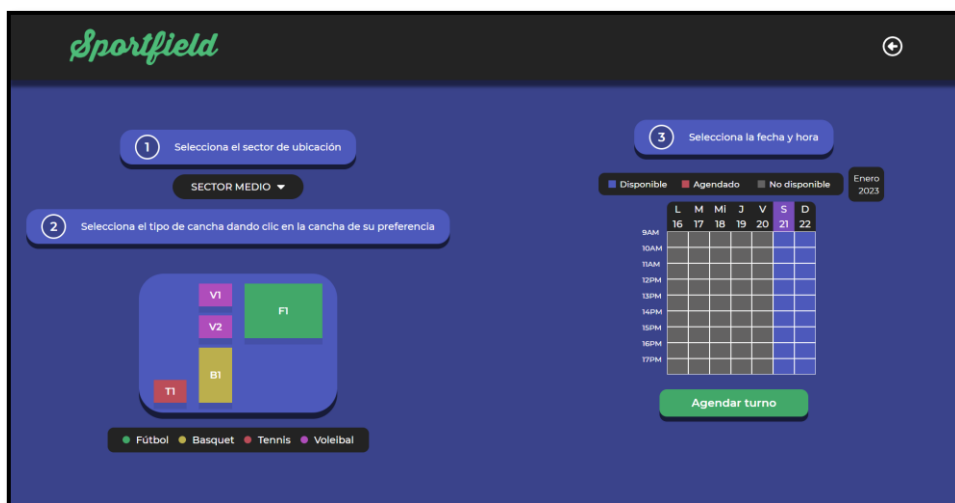 Sportfield
1
Selecciona el sector de ubicación
SECTOR MEDIO
2
Selecciona el tipo de cancha dando clic en la cancha de su preferencia
V1
F1
V2
B1
T1
Fútbol Basquet Tennis Voleibal
3
Selecciona la fecha y hora
Disponible Agendado No disponible
Enero
2023
L M Mi J V S D
16 17 18 19 20 21 22
9AM
10AM
11AM
12PM
13PM
14PM
15PM
16PM
17PM
Agendar turno